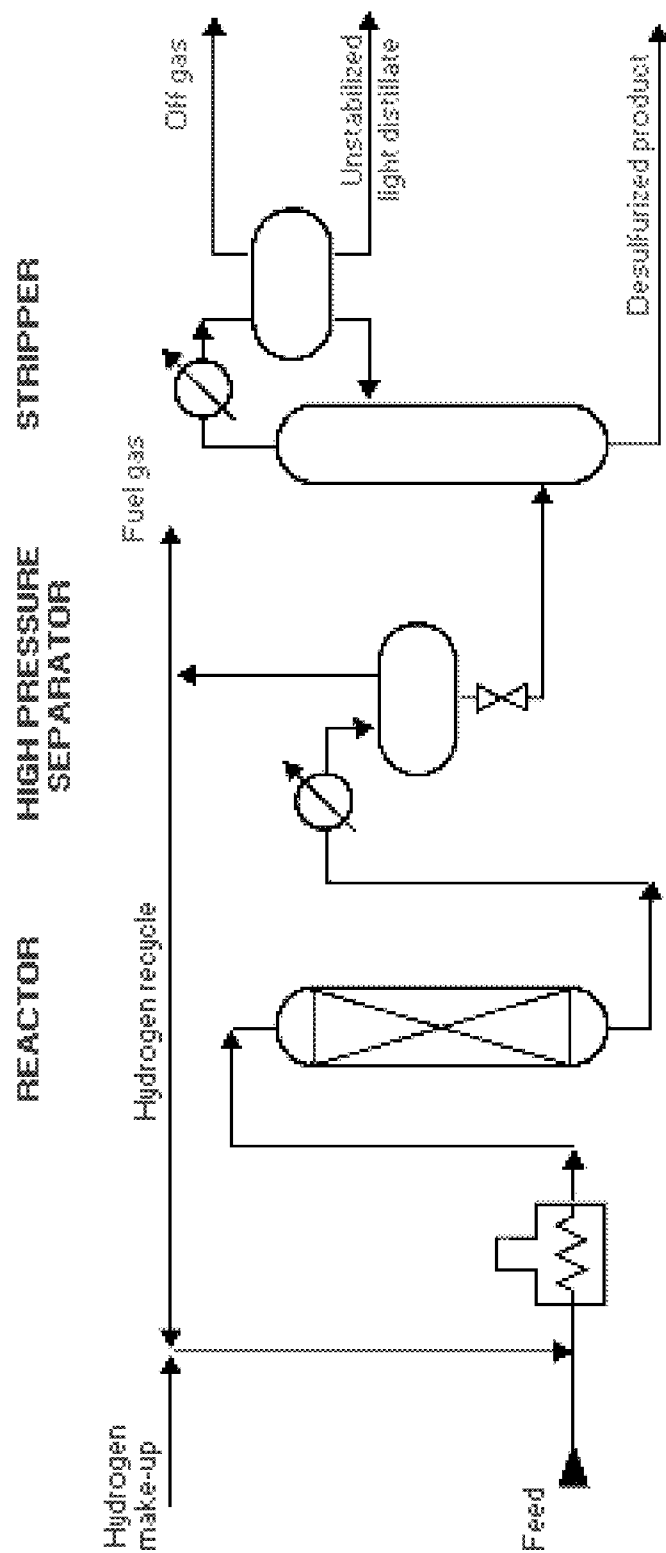 REACTOR
HIGH PRESSURE
SEPARATOR
STRIPPER
Hydrogen
make-up
Hydrogen recycle
Fuel gas
Off gas
Unstabilized
light distillate
Feed
Desulfurized product